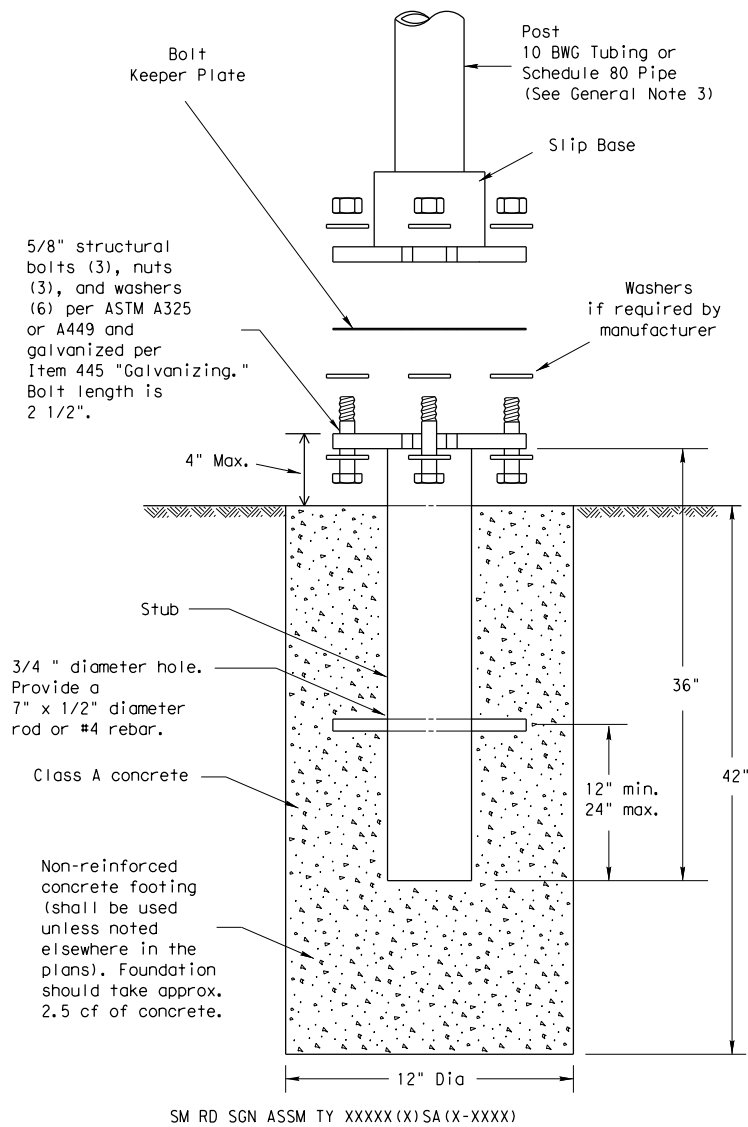 Bolt
Keeper Plate
Post
10 BWG Tubing or
Schedule 80 Pipe
(See General Note 3)
Slip Base
5/8" structural
bolts (3), nuts
(3), and washers
(6) per ASTM A325
or A449 and
galvanized per
Item 445 "Galvanizing."
Bolt length is
2 1/2".
Washers
if required by
manufacturer
4" Max.
Stub
3/4 " diameter hole.
Provide a
7" x 1/2" diameter
rod or #4 rebar.
36"
Class A concrete
12" min.
24" max.
42"
Non-reinforced
concrete footing
(shall be used
unless noted
elsewhere in the
plans). Foundation
should take approx.
2.5 cf of concrete.
12" Dia
SM RD SGN ASSM TY XXXXX(X)SA(X-XXXX)